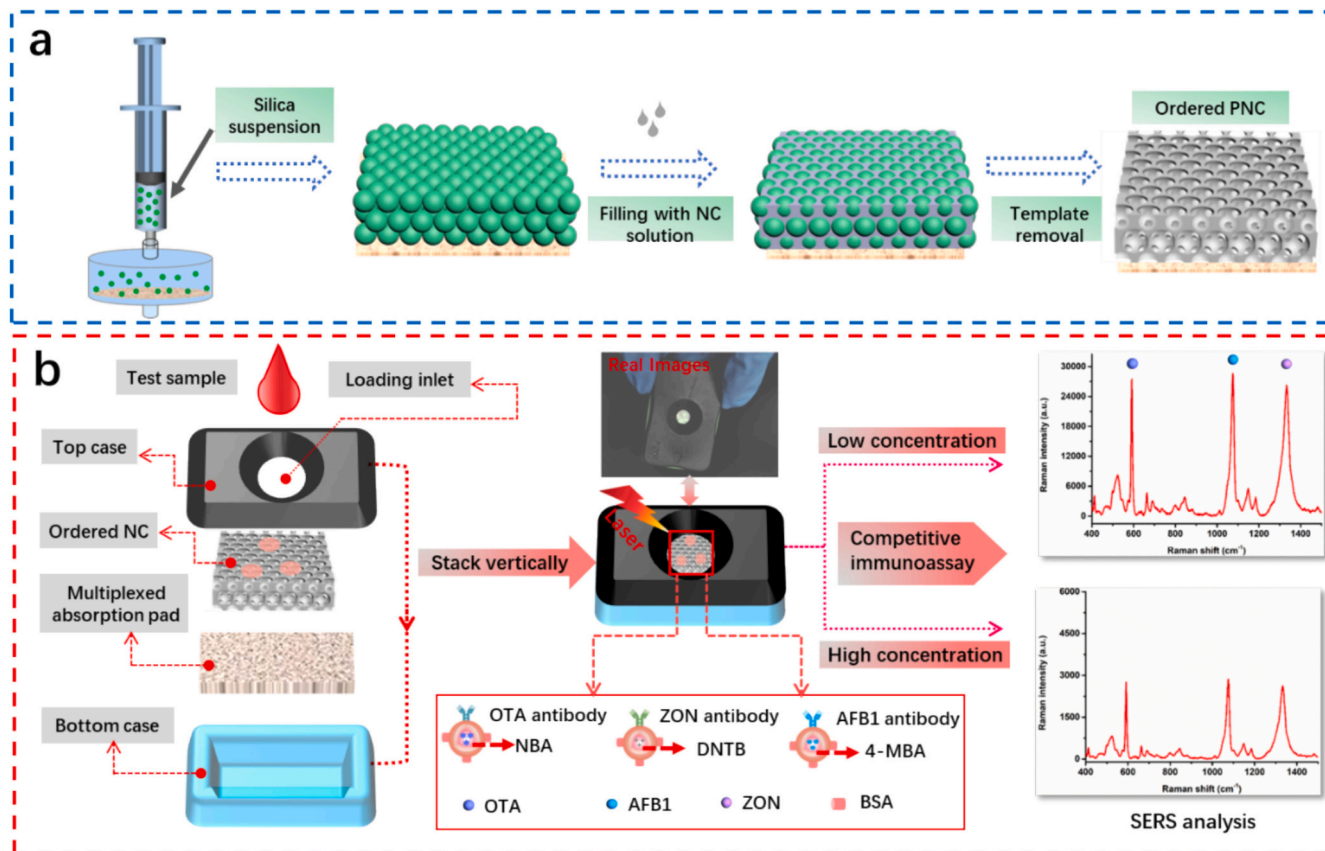 a
Silica
suspension
Filling with NC
solution
Template
removal
Ordered PNC
b
Test sample
Loading inlet
Top case
Ordered NC
Multiplexed
absorption pad
Bottom case
Stack vertically
Real Images
Laser
OTA antibody
NBA
ZON antibody
DNTB
AFB1 antibody
4-MBA
OTA
AFB1
ZON
BSA
Low concentration
Competitive
immunoassay
High concentration
Raman intensity (a.u.)
30000
24000
18000
12000
6000
0
400 600 800 1000 1200 1400
Raman shift (cm-1)
Raman intensity (a.u.)
6000
4500
3000
1500
0
400 600 800 1000 1200 1400
Raman shift (cm-1)
SERS analysis